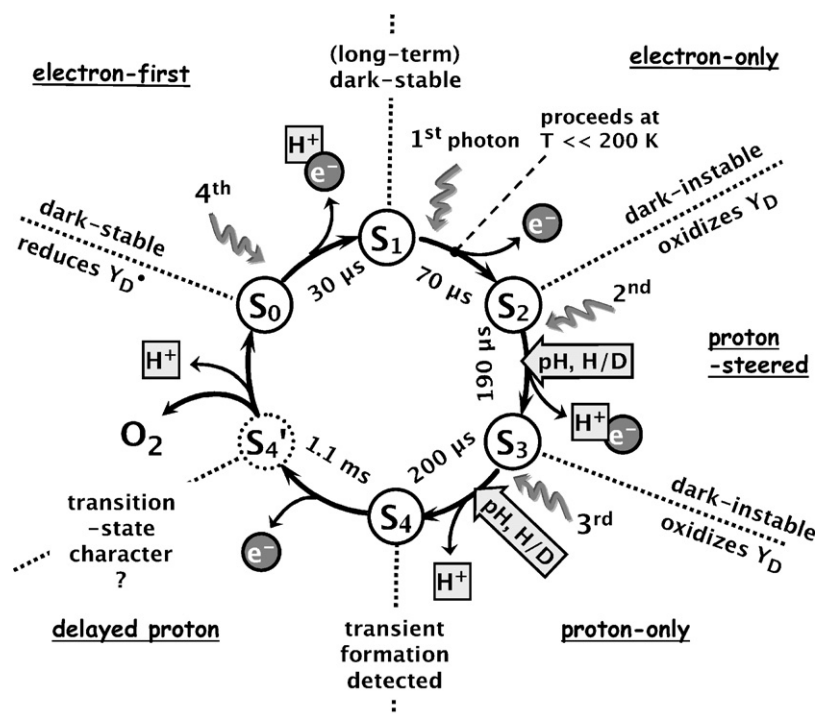 (long-term)
dark-stable
electron-first
electron-only
proceeds at
T << 200 K
1st photon
H+
e−
4th
e−
dark-stable
reduces YD•
dark-instable
oxidizes YD
S1
30 µs
70 µs
S0
S2
2nd
H+
190 µs
pH, H/D
proton
-steered
O2
S4'
1.1 ms
200 µs
S3
H+
e−
transition
-state
character
?
e−
S4
pH, H/D
3rd
dark-instable
oxidizes YD
H+
delayed proton
transient
formation
detected
proton-only